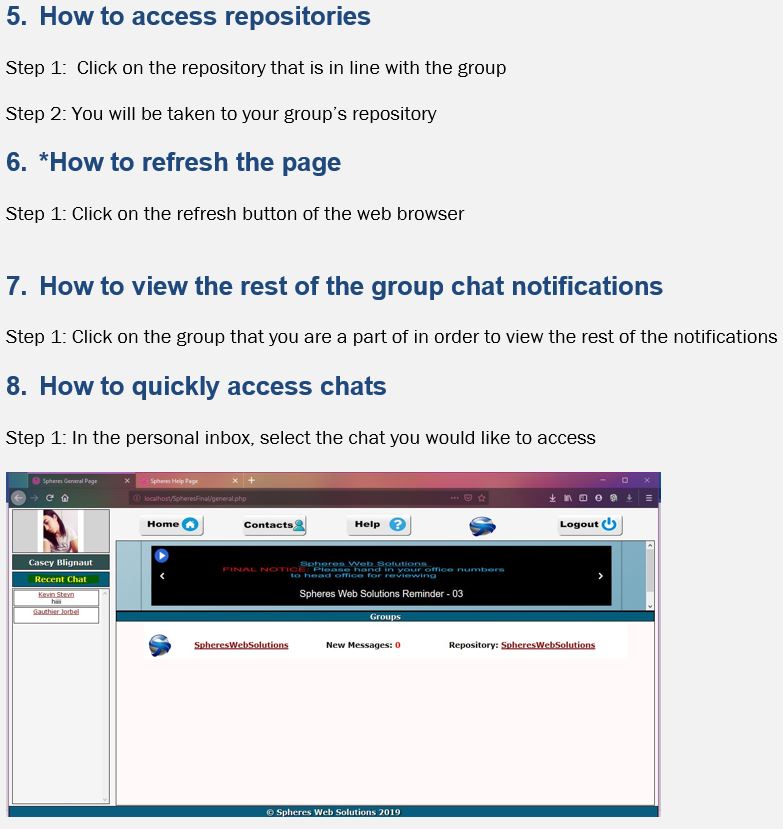 5. How to access repositories
Step 1: Click on the repository that is in line with the group
Step 2: You will be taken to your group's repository
6. *How to refresh the page
Step 1: Click on the refresh button of the web browser
7. How to view the rest of the group chat notifications
Step 1: Click on the group that you are a part of in order to view the rest of the notifications
8. How to quickly access chats
Step 1: In the personal inbox, select the chat you would like to access
Spheres General Page Spheres Help Page
localhost/SpheresFinal/general.php
Home Contacts Help ? Logout
Casey Blignaut
Recent Chat
Kevin Steyn
hiiii
Gauthier Jorbel
Spheres Web Solutions
FINAL NOTICE: Please hand in your office numbers
to head office for reviewing
Spheres Web Solutions Reminder - 03
Groups
SpheresWebSolutions New Messages: 0 Repository: SpheresWebSolutions
© Spheres Web Solutions 2019